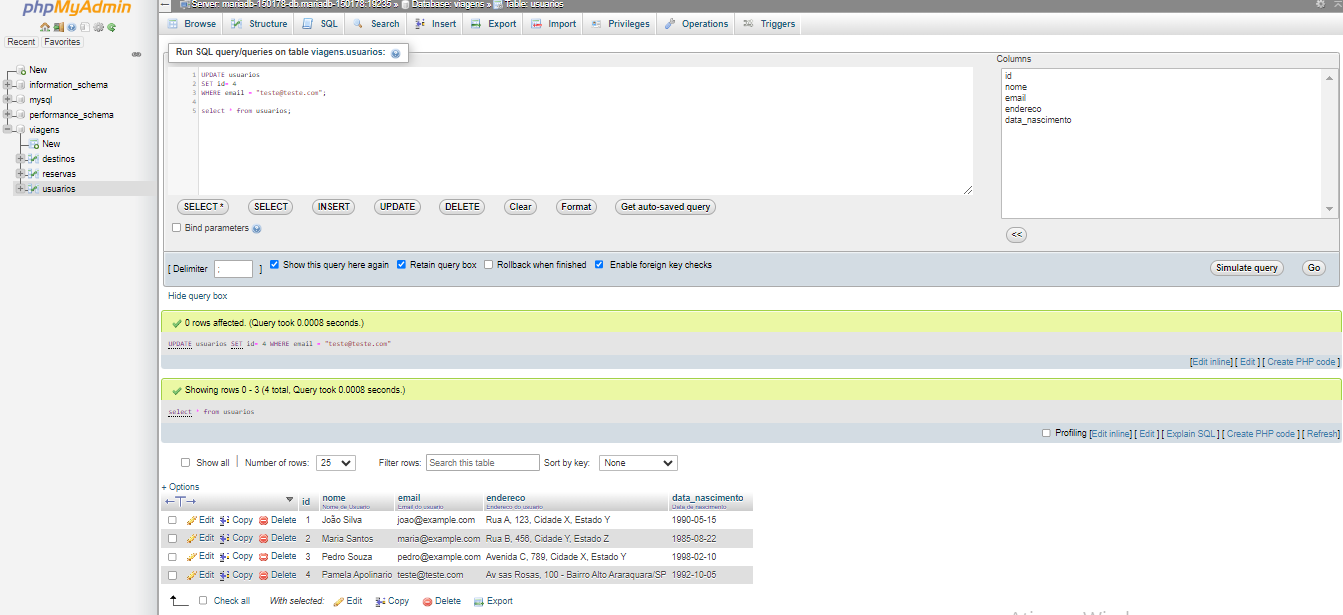 phpMyAdmin
Server: mariadb-150178-db.mariadb-150178:19235 » Database: viagens » Table: usuarios
Browse Structure SQL Search Insert Export Import Privileges Operations Triggers
Recent Favorites
New
information_schema
mysql
performance_schema
viagens
New
destinos
reservas
usuarios
Run SQL query/queries on table viagens.usuarios:
1 UPDATE usuarios
2 SET id= 4
3 WHERE email = "teste@teste.com";
4
5 select * from usuarios;
Columns
id
nome
email
endereco
data_nascimento
<<
SELECT * SELECT INSERT UPDATE DELETE Clear Format Get auto-saved query
Bind parameters
[ Delimiter ; ] Show this query here again Retain query box Rollback when finished Enable foreign key checks Simulate query Go
Hide query box
0 rows affected. (Query took 0.0008 seconds.)
UPDATE usuarios SET id= 4 WHERE email = "teste@teste.com"
[Edit inline] [ Edit ] [ Create PHP code ]
Showing rows 0 - 3 (4 total, Query took 0.0008 seconds.)
select * from usuarios
Profiling [Edit inline] [ Edit ] [ Explain SQL ] [ Create PHP code ] [ Refresh]
Show all | Number of rows: 25 Filter rows: Search this table Sort by key: None
+ Options
←T→ id nome email endereco data_nascimento
Nome de Usuario Email do usuario Endereco do usuario Data de nascimento
Edit Copy Delete 1 João Silva joao@example.com Rua A, 123, Cidade X, Estado Y 1990-05-15
Edit Copy Delete 2 Maria Santos maria@example.com Rua B, 456, Cidade Y, Estado Z 1985-08-22
Edit Copy Delete 3 Pedro Souza pedro@example.com Avenida C, 789, Cidade X, Estado Y 1998-02-10
Edit Copy Delete 4 Pamela Apolinario teste@teste.com Av sas Rosas, 100 - Bairro Alto Araraquara/SP 1992-10-05
Check all With selected: Edit Copy Delete Export